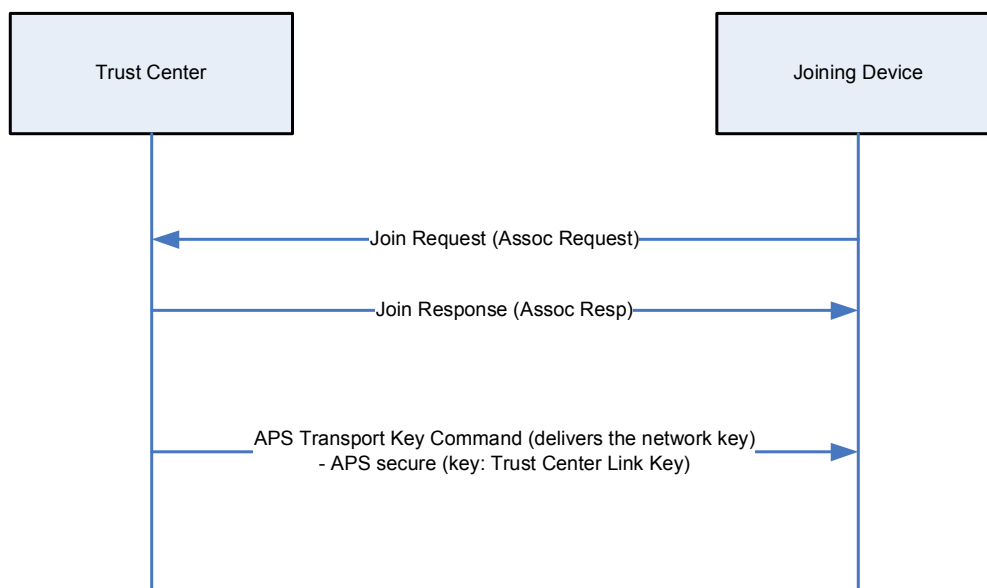 Trust Center
Joining Device
Join Request (Assoc Request)
Join Response (Assoc Resp)
APS Transport Key Command (delivers the network key)
- APS secure (key: Trust Center Link Key)